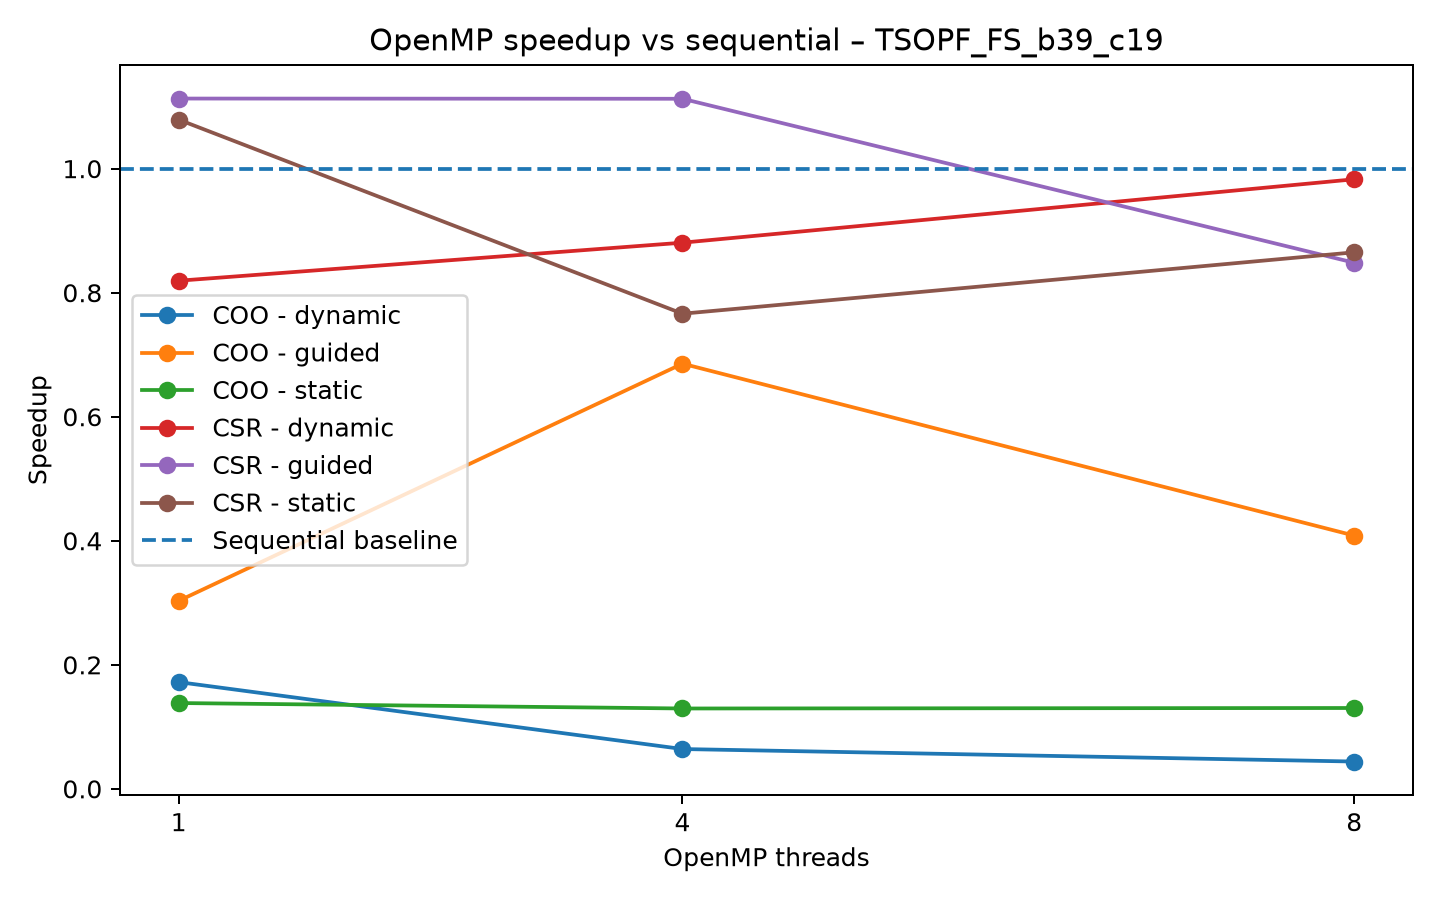 OpenMP speedup vs sequential – TSOPF_FS_b39_c19
Speedup
1.0
0.8
0.6
0.4
0.2
0.0
COO - dynamic
COO - guided
COO - static
CSR - dynamic
CSR - guided
CSR - static
Sequential baseline
1 4 8
OpenMP threads